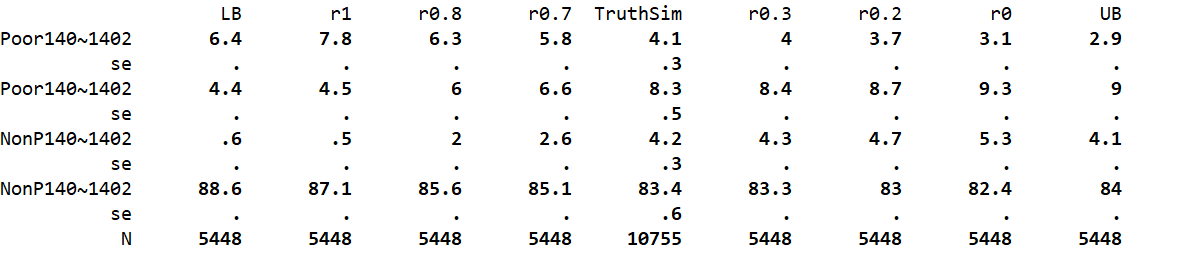 LB r1 r0.8 r0.7 TruthSim r0.3 r0.2 r0 UB
Poor140~1402 6.4 7.8 6.3 5.8 4.1 4 3.7 3.1 2.9
se . . . . .3 . . . .
Poor140~1402 4.4 4.5 6 6.6 8.3 8.4 8.7 9.3 9
se . . . . .5 . . . .
NonP140~1402 .6 .5 2 2.6 4.2 4.3 4.7 5.3 4.1
se . . . . .3 . . . .
NonP140~1402 88.6 87.1 85.6 85.1 83.4 83.3 83 82.4 84
se . . . . .6 . . . .
N 5448 5448 5448 5448 10755 5448 5448 5448 5448